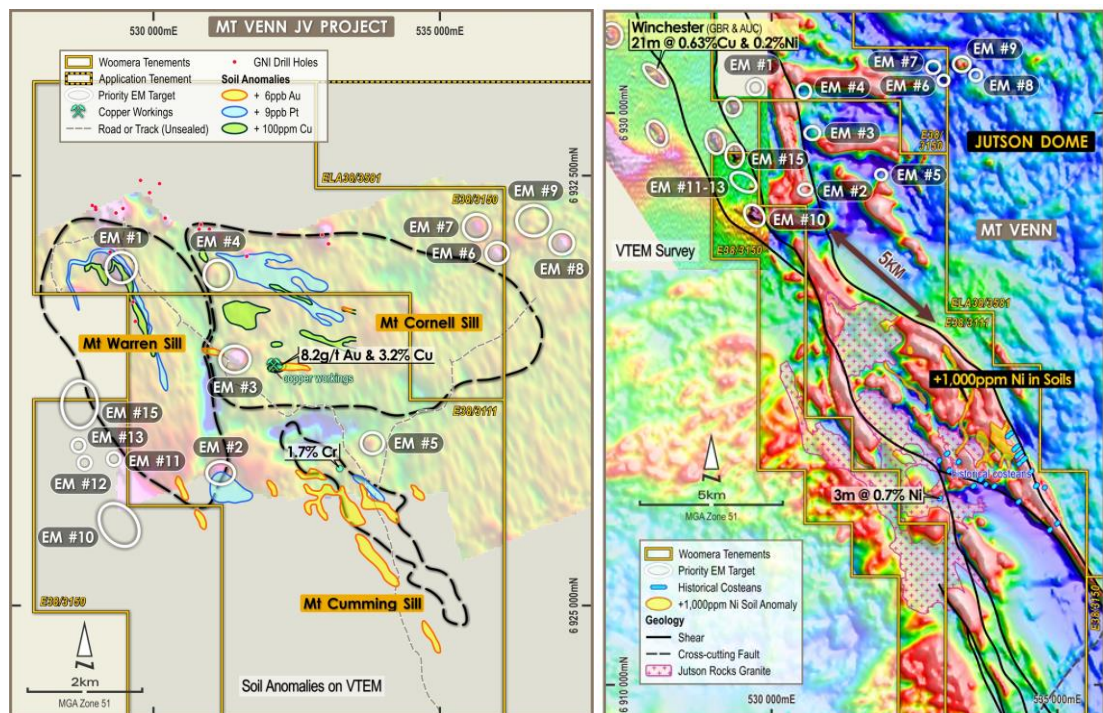 MT VENN JV PROJECT
530 000mE
535 000mE
Woomera Tenements
Application Tenement
Priority EM Target
Copper Workings
Road or Track (Unsealed)
GNI Drill Holes
Soil Anomalies
+ 6ppb Au
+ 9ppb Pt
+ 100ppm Cu
ELA38/3581
E38/3150
6 932 500mN
EM #9
EM #7
EM #1
EM #4
EM #6
EM #8
Mt Cornell Sill
Mt Warren Sill
8.2g/t Au & 3.2% Cu
copper workings
EM #3
E38/3111
EM #15
EM #13
EM #2
EM #5
1.7% Cr
EM #11
EM #12
EM #10
Mt Cumming Sill
E38/3150
6 925 000mN
N
2km
MGA Zone 51
Soil Anomalies on VTEM
Winchester (GBR & AUC)
21m @ 0.63%Cu & 0.2%Ni
EM #1
EM #7
EM #9
EM #4
EM #6
EM #8
6 930 000mN
EM #3
E38/
3150
JUTSON DOME
EM #15
EM #5
EM #11-13
EM #2
EM #10
MT VENN
VTEM Survey
E38/3150
5KM
ELA38/3581
E38/3111
+1,000ppm Ni in Soils
N
5km
MGA Zone 51
historical costeans
3m @ 0.7% Ni
Woomera Tenements
Priority EM Target
Historical Costeans
+1,000ppm Ni Soil Anomaly
Geology
Shear
Cross-cutting Fault
Jutson Rocks Granite
E38/3150
6 910 000mN
530 000mE